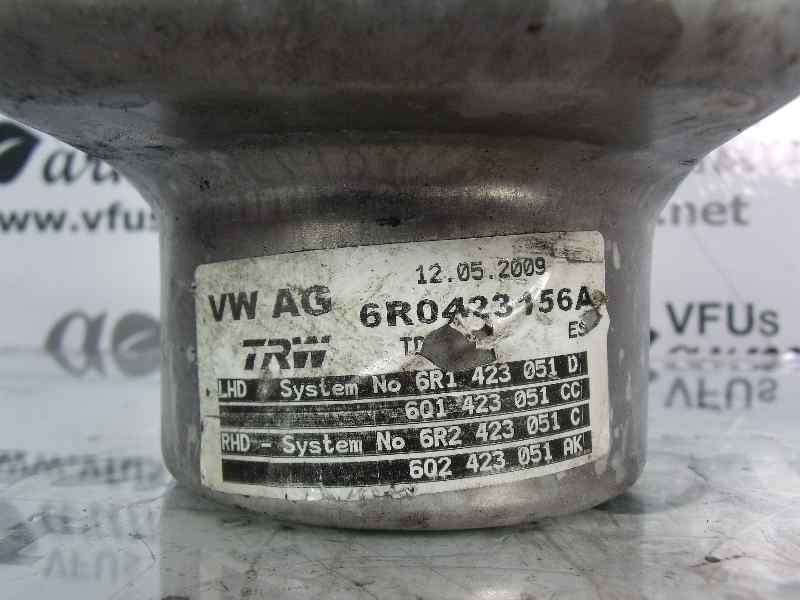 12.05.2009
VW AG 6R0423156A
TRW ES
LHD - System No 6R1 423 051 D
6Q1 423 051 CC
RHD - System No 6R2 423 051 C
6Q2 423 051 AK
www.vfus
.net
VFUs